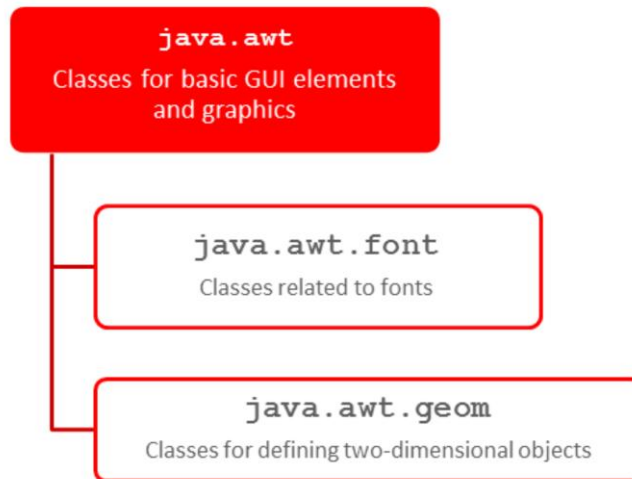 java.awt
Classes for basic GUI elements
and graphics
java.awt.font
Classes related to fonts
java.awt.geom
Classes for defining two-dimensional objects